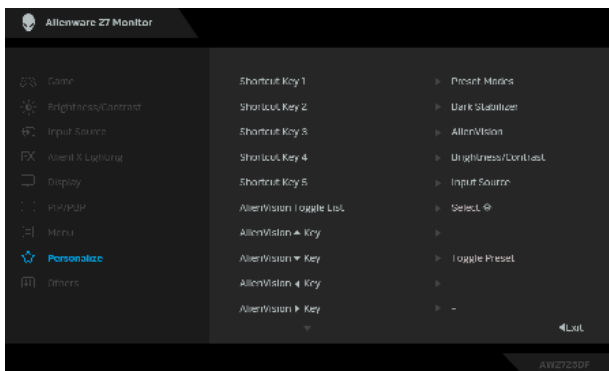 Alienware 27 Monitor
Game
Brightness/Contrast
Input Source
AlienFX Lighting
Display
PIP/PBP
Menu
Personalize
Others
Shortcut Key 1 Preset Modes
Shortcut Key 2 Dark Stabilizer
Shortcut Key 3 AlienVision
Shortcut Key 4 Brightness/Contrast
Shortcut Key 5 Input Source
AlienVision Toggle List Select
AlienVision ▲ Key
AlienVision ▼ Key Toggle Preset
AlienVision ◀ Key
AlienVision ▶ Key -
◀Exit
AW2725DF